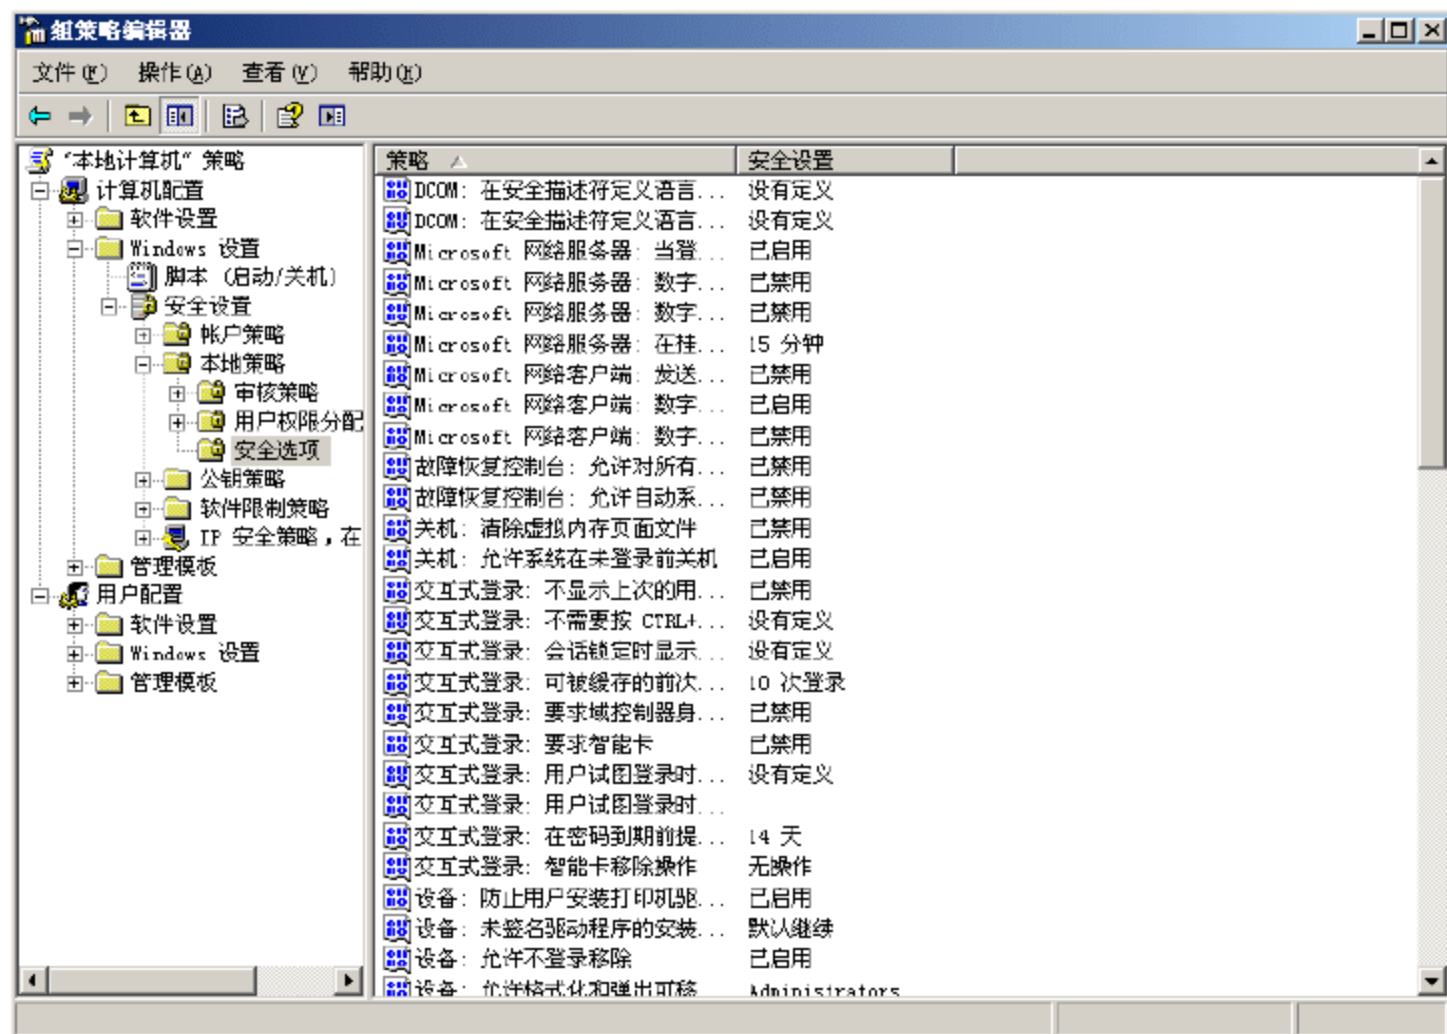 组策略编辑器
文件(F) 操作(A) 查看(V) 帮助(H)
“本地计算机” 策略
计算机配置
软件设置
Windows 设置
脚本 (启动/关机)
安全设置
帐户策略
本地策略
审核策略
用户权限分配
安全选项
公钥策略
软件限制策略
IP 安全策略，在
管理模板
用户配置
软件设置
Windows 设置
管理模板
策略 安全设置
DCOM: 在安全描述符定义语言... 没有定义
DCOM: 在安全描述符定义语言... 没有定义
Microsoft 网络服务器: 当登... 已启用
Microsoft 网络服务器: 数字... 已禁用
Microsoft 网络服务器: 数字... 已禁用
Microsoft 网络服务器: 在挂... 15 分钟
Microsoft 网络客户端: 发送... 已禁用
Microsoft 网络客户端: 数字... 已启用
Microsoft 网络客户端: 数字... 已禁用
故障恢复控制台: 允许对所有... 已禁用
故障恢复控制台: 允许自动系... 已禁用
关机: 清除虚拟内存页面文件 已禁用
关机: 允许系统在未登录前关机 已启用
交互式登录: 不显示上次的用... 已禁用
交互式登录: 不需要按 CTRL+... 没有定义
交互式登录: 会话锁定时显示... 没有定义
交互式登录: 可被缓存的前次... 10 次登录
交互式登录: 要求域控制器身... 已禁用
交互式登录: 要求智能卡 已禁用
交互式登录: 用户试图登录时... 没有定义
交互式登录: 用户试图登录时...
交互式登录: 在密码到期前提... 14 天
交互式登录: 智能卡移除操作 无操作
设备: 防止用户安装打印机驱... 已启用
设备: 未签名驱动程序的安装... 默认继续
设备: 允许不登录移除 已启用
设备: 允许格式化和弹出可移 Administrators